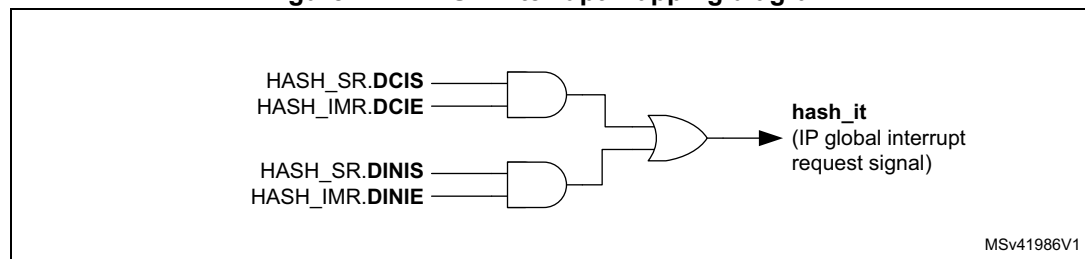 HASH_SR.DCIS
HASH_IMR.DCIE
HASH_SR.DINIS
HASH_IMR.DINIE
hash_it
(IP global interrupt
request signal)
MSv41986V1